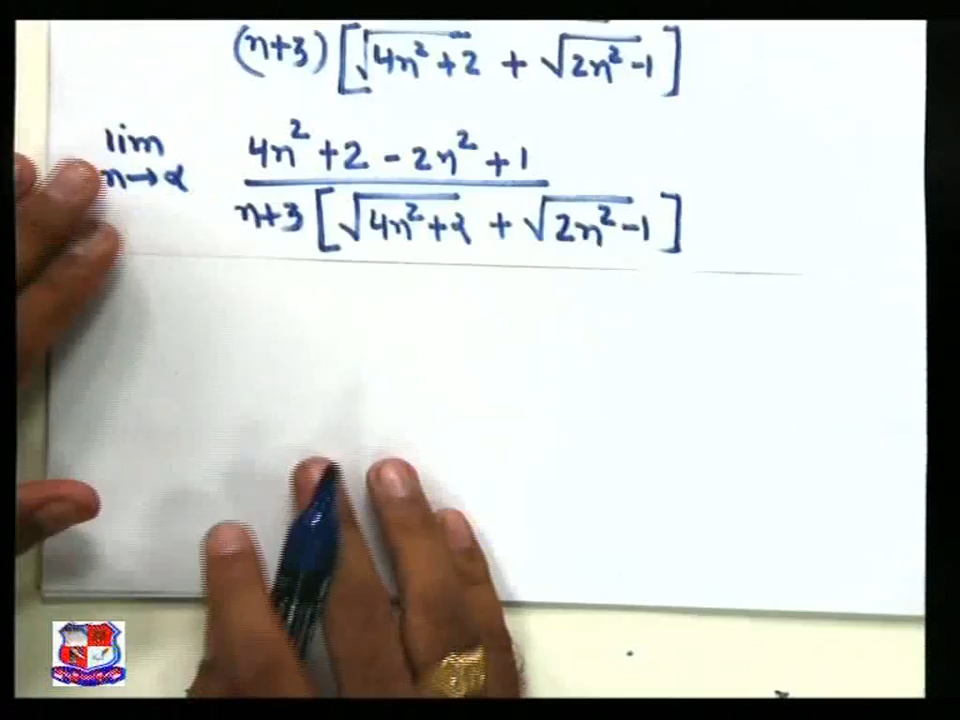 (n+3) [√4n²+2 + √2n²-1]
lim n→∝ 4n²+2-2n²+1
n+3 [√4n²+2 + √2n²-1]